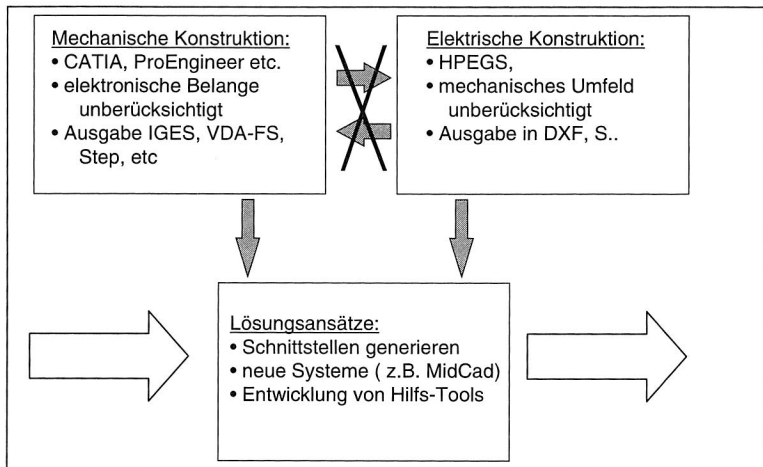 Mechanische Konstruktion:
• CATIA, ProEngineer etc.
• elektronische Belange
unberücksichtigt
• Ausgabe IGES, VDA-FS,
Step, etc
Elektrische Konstruktion:
• HPEGS,
• mechanisches Umfeld
unberücksichtigt
• Ausgabe in DXF, S..
Lösungsansätze:
• Schnittstellen generieren
• neue Systeme ( z.B. MidCad)
• Entwicklung von Hilfs-Tools